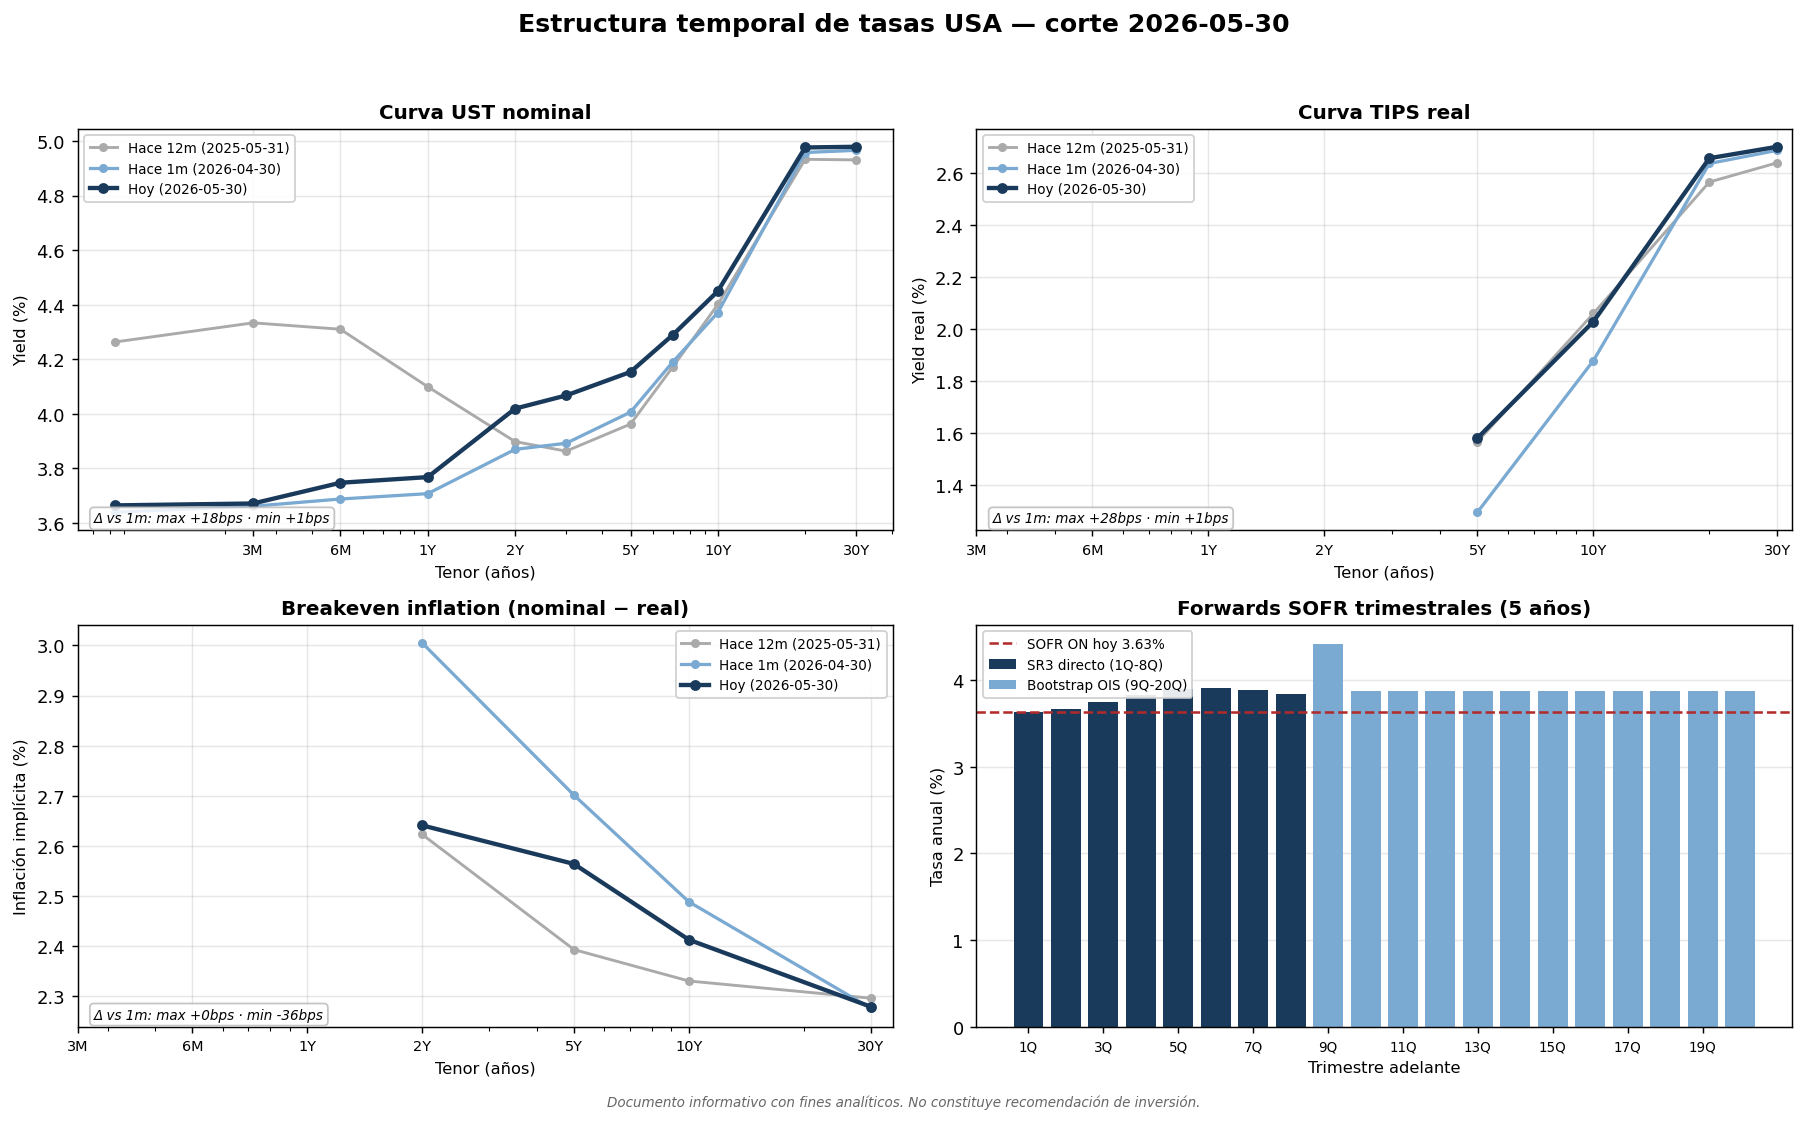 Estructura temporal de tasas USA — corte 2026-05-30
Curva UST nominal
Hace 12m (2025-05-31)
Hace 1m (2026-04-30)
Hoy (2026-05-30)
Yield (%)
5.0
4.8
4.6
4.4
4.2
4.0
3.8
3.6
Δ vs 1m: max +18bps · min +1bps
3M 6M 1Y 2Y 5Y 10Y 30Y
Tenor (años)
Curva TIPS real
Hace 12m (2025-05-31)
Hace 1m (2026-04-30)
Hoy (2026-05-30)
Yield real (%)
2.6
2.4
2.2
2.0
1.8
1.6
1.4
Δ vs 1m: max +28bps · min +1bps
3M 6M 1Y 2Y 5Y 10Y 30Y
Tenor (años)
Breakeven inflation (nominal − real)
Hace 12m (2025-05-31)
Hace 1m (2026-04-30)
Hoy (2026-05-30)
Inflación implícita (%)
3.0
2.9
2.8
2.7
2.6
2.5
2.4
2.3
Δ vs 1m: max +0bps · min -36bps
3M 6M 1Y 2Y 5Y 10Y 30Y
Tenor (años)
Forwards SOFR trimestrales (5 años)
SOFR ON hoy 3.63%
SR3 directo (1Q-8Q)
Bootstrap OIS (9Q-20Q)
Tasa anual (%)
4
3
2
1
0
1Q 3Q 5Q 7Q 9Q 11Q 13Q 15Q 17Q 19Q
Trimestre adelante
Documento informativo con fines analíticos. No constituye recomendación de inversión.